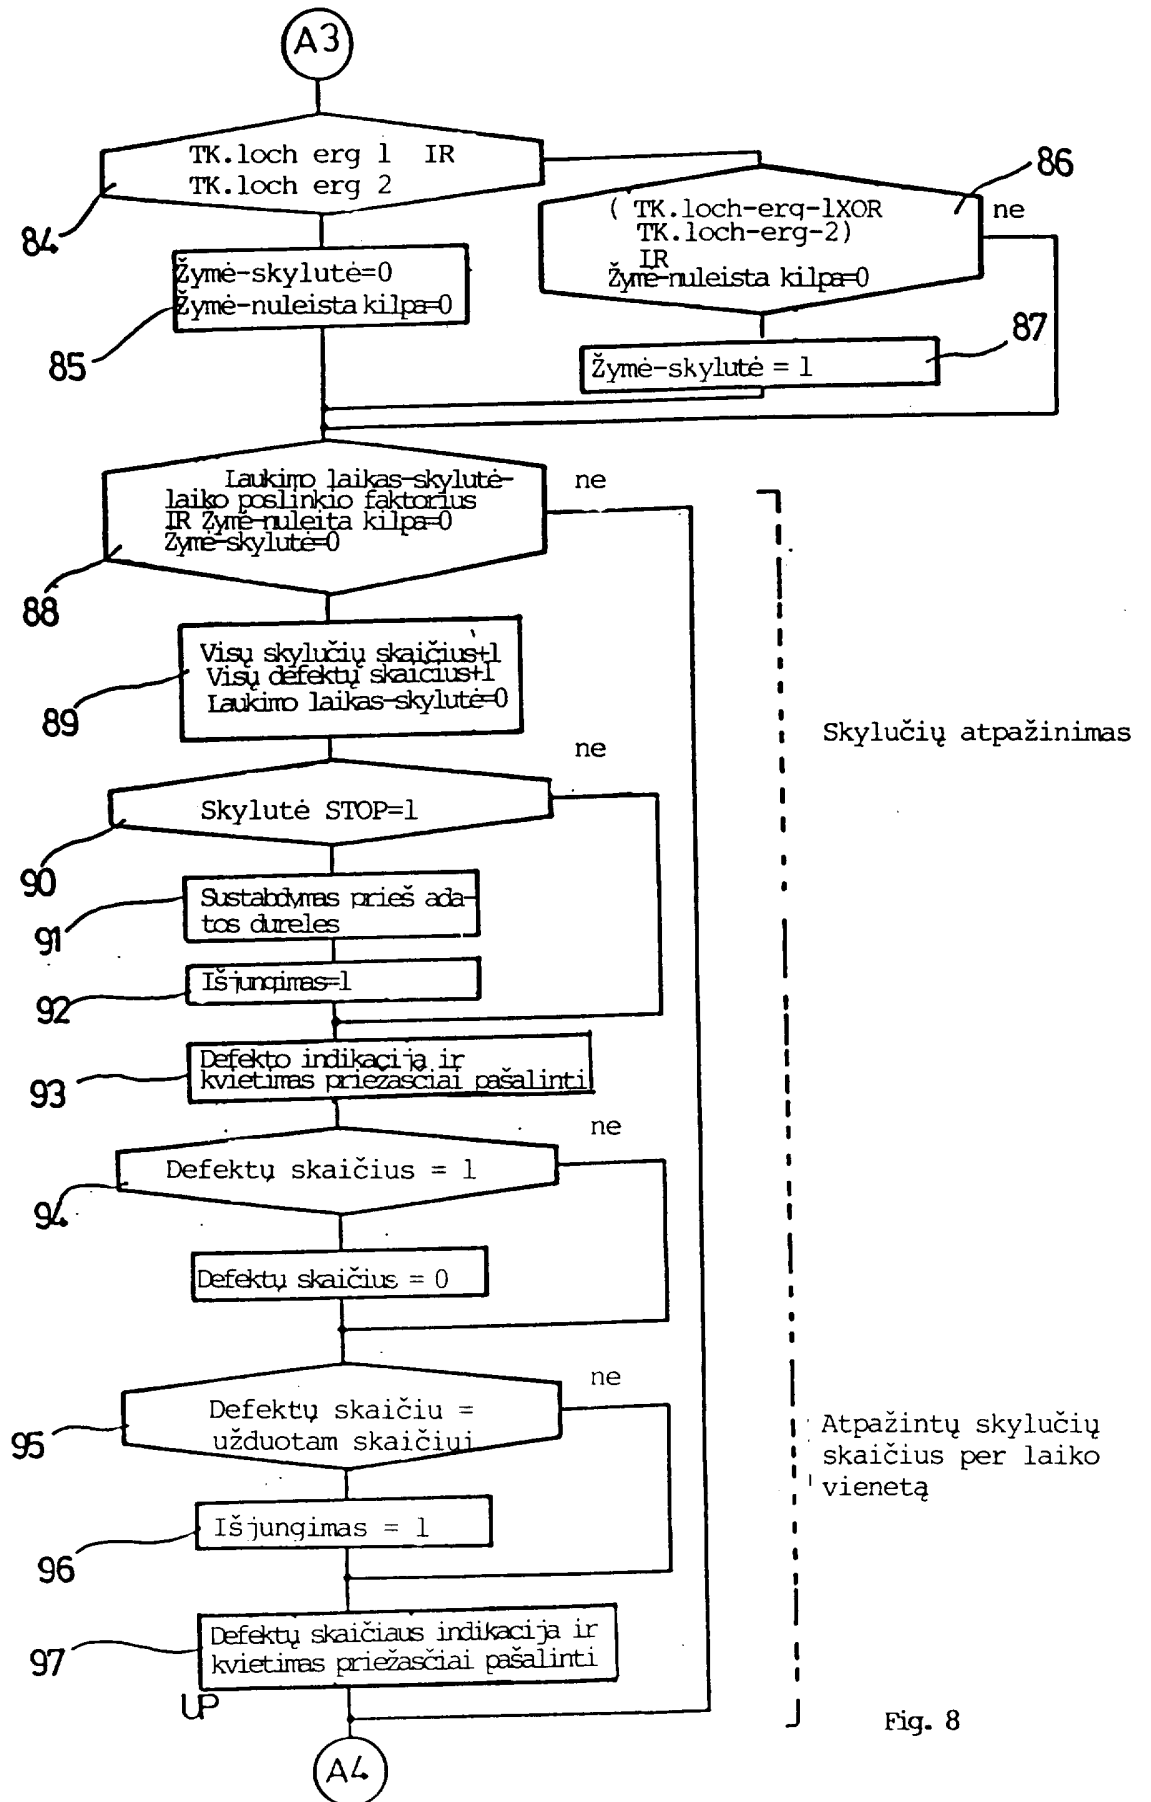 A3
TK.loch erg 1 IR
TK.loch erg 2
84
86
( TK.loch-erg-1XOR
TK.loch-erg-2)
IR
Žymė-nuleista kilpa=0
ne
Žymė-skylutė=0
Žymė-nuleista kilpa=0
85
87
Žymė-skylutė = 1
Laukimo laikas-skylutė-
laiko poslinkio faktorius
IR Žymė-nuleita kilpa=0
Žymė-skylutė=0
ne
88
Visų skylučių skaičius+1
Visų defektų skaičius+1
Laukimo laikas-skylutė=0
89
Skylučių atpažinimas
ne
Skylutė STOP=1
90
Sustabdymas prieš ada-
tos dureles
91
Išjungimas=1
92
Defekto indikacija ir
kvietimas priežasčiai pašalinti
93
ne
Defektų skaičius = 1
94
Defektų skaičius = 0
ne
Defektų skaičiu =
užduotam skaičiui
95
Atpažintų skylučių
skaičius per laiko
vienetą
Išjungimas = 1
96
Defektų skaičiaus indikacija ir
kvietimas priežasčiai pašalinti
97
UP
Fig. 8
A4